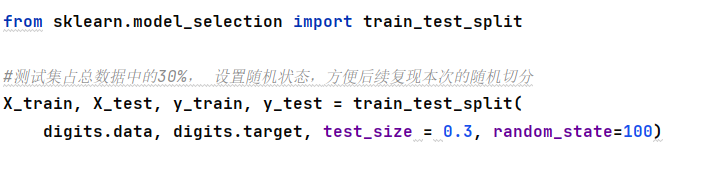 from sklearn.model_selection import train_test_split
#测试集占总数据中的30%， 设置随机状态，方便后续复现本次的随机切分
X_train, X_test, y_train, y_test = train_test_split(
    digits.data, digits.target, test_size = 0.3, random_state=100)